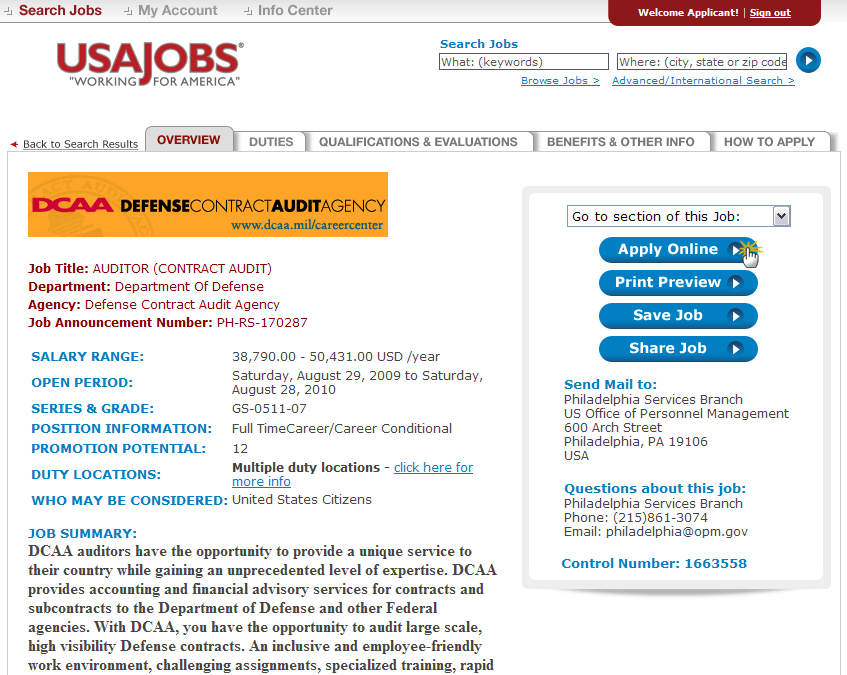 Search Jobs My Account Info Center
Welcome Applicant! | Sign out
USAJOBS®
"WORKING FOR AMERICA"
Search Jobs
What: (keywords) Where: (city, state or zip code
Browse Jobs > Advanced/International Search >
Back to Search Results OVERVIEW DUTIES QUALIFICATIONS & EVALUATIONS BENEFITS & OTHER INFO HOW TO APPLY
DCAA DEFENSECONTRACTAUDITAGENCY
www.dcaa.mil/careercenter
Job Title: AUDITOR (CONTRACT AUDIT)
Department: Department Of Defense
Agency: Defense Contract Audit Agency
Job Announcement Number: PH-RS-170287
SALARY RANGE: 38,790.00 - 50,431.00 USD /year
OPEN PERIOD: Saturday, August 29, 2009 to Saturday,
August 28, 2010
SERIES & GRADE: GS-0511-07
POSITION INFORMATION: Full TimeCareer/Career Conditional
PROMOTION POTENTIAL: 12
DUTY LOCATIONS: Multiple duty locations - click here for
more info
WHO MAY BE CONSIDERED: United States Citizens
JOB SUMMARY:
DCAA auditors have the opportunity to provide a unique service to
their country while gaining an unprecedented level of expertise. DCAA
provides accounting and financial advisory services for contracts and
subcontracts to the Department of Defense and other Federal
agencies. With DCAA, you have the opportunity to audit large scale,
high visibility Defense contracts. An inclusive and employee-friendly
work environment, challenging assignments, specialized training, rapid
Go to section of this Job:
Apply Online
Print Preview
Save Job
Share Job
Send Mail to:
Philadelphia Services Branch
US Office of Personnel Management
600 Arch Street
Philadelphia, PA 19106
USA
Questions about this job:
Philadelphia Services Branch
Phone: (215)861-3074
Email: philadelphia@opm.gov
Control Number: 1663558